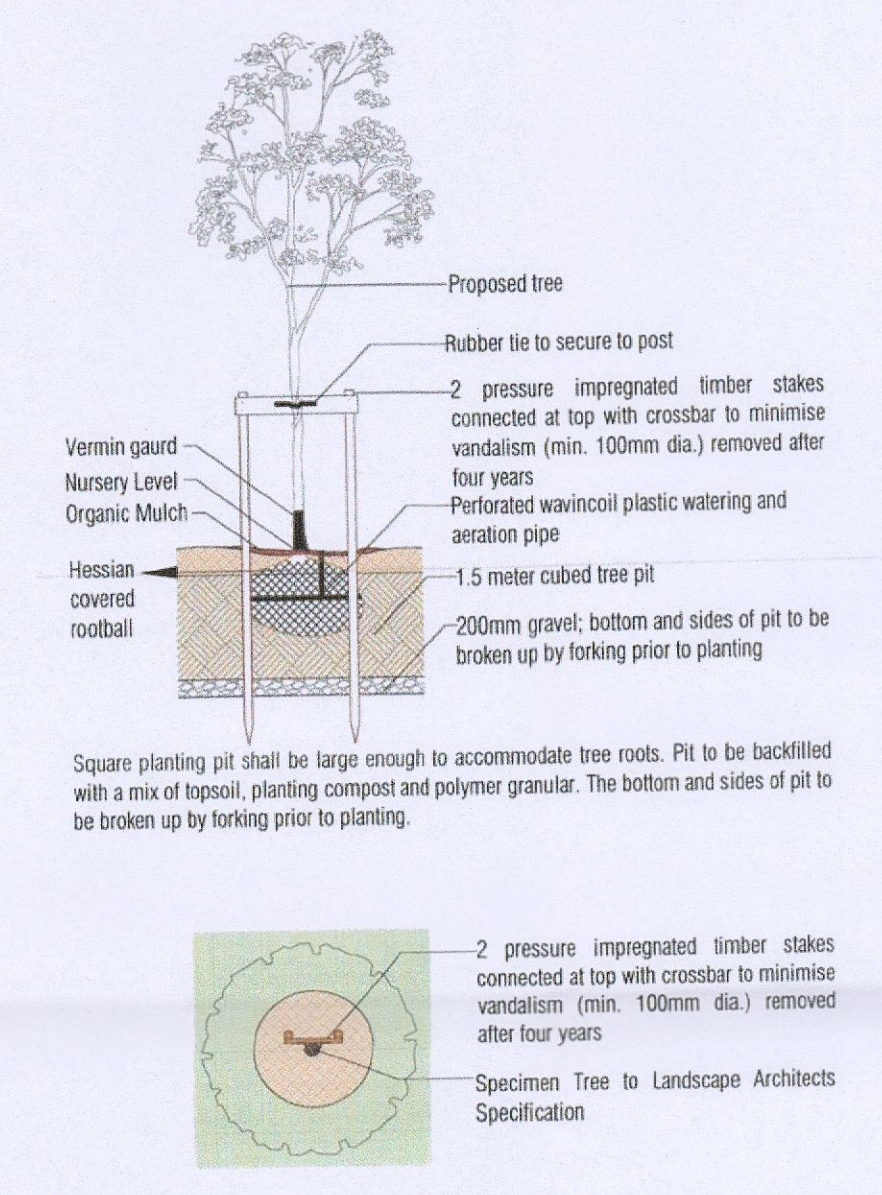 Proposed tree
Rubber tie to secure to post
2 pressure impregnated timber stakes
connected at top with crossbar to minimise
vandalism (min. 100mm dia.) removed after
four years
Vermin gaurd
Nursery Level
Organic Mulch
Perforated wavincoil plastic watering and
aeration pipe
Hessian
covered
rootball
1.5 meter cubed tree pit
200mm gravel; bottom and sides of pit to be
broken up by forking prior to planting
Square planting pit shall be large enough to accommodate tree roots. Pit to be backfilled
with a mix of topsoil, planting compost and polymer granular. The bottom and sides of pit to
be broken up by forking prior to planting.
2 pressure impregnated timber stakes
connected at top with crossbar to minimise
vandalism (min. 100mm dia.) removed
after four years
Specimen Tree to Landscape Architects
Specification